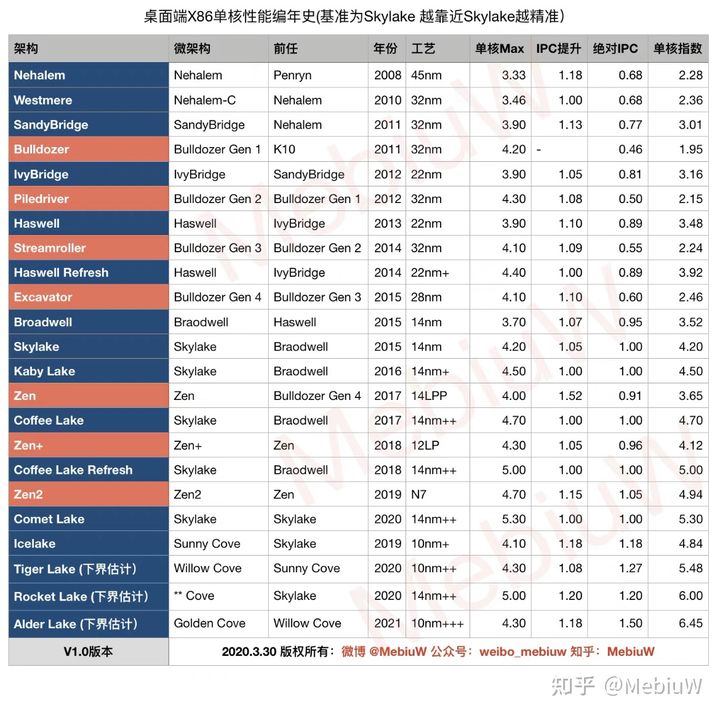 桌面端X86单核性能编年史(基准为Skylake 越靠近Skylake越精准）
架构 微架构 前任 年份 工艺 单核Max IPC提升 绝对IPC 单核指数
Nehalem Nehalem Penryn 2008 45nm 3.33 1.18 0.68 2.28
Westmere Nehalem-C Nehalem 2010 32nm 3.46 1.00 0.68 2.36
SandyBridge SandyBridge Nehalem 2011 32nm 3.90 1.13 0.77 3.01
Bulldozer Bulldozer Gen 1 K10 2011 32nm 4.20 - 0.46 1.95
IvyBridge IvyBridge SandyBridge 2012 22nm 3.90 1.05 0.81 3.16
Piledriver Bulldozer Gen 2 Bulldozer Gen 1 2012 32nm 4.30 1.08 0.50 2.15
Haswell Haswell IvyBridge 2013 22nm 3.90 1.10 0.89 3.48
Streamroller Bulldozer Gen 3 Bulldozer Gen 2 2014 32nm 4.10 1.09 0.55 2.24
Haswell Refresh Haswell IvyBridge 2014 22nm+ 4.40 1.00 0.89 3.92
Excavator Bulldozer Gen 4 Bulldozer Gen 3 2015 28nm 4.10 1.10 0.60 2.46
Broadwell Braodwell Haswell 2015 14nm 3.70 1.07 0.95 3.52
Skylake Skylake Braodwell 2015 14nm 4.20 1.05 1.00 4.20
Kaby Lake Skylake Braodwell 2016 14nm+ 4.50 1.00 1.00 4.50
Zen Zen Bulldozer Gen 4 2017 14LPP 4.00 1.52 0.91 3.65
Coffee Lake Skylake Braodwell 2017 14nm++ 4.70 1.00 1.00 4.70
Zen+ Zen+ Zen 2018 12LP 4.30 1.05 0.96 4.12
Coffee Lake Refresh Skylake Braodwell 2018 14nm++ 5.00 1.00 1.00 5.00
Zen2 Zen2 Zen 2019 N7 4.70 1.15 1.05 4.94
Comet Lake Skylake Skylake 2020 14nm++ 5.30 1.00 1.00 5.30
Icelake Sunny Cove Skylake 2019 10nm+ 4.10 1.18 1.18 4.84
Tiger Lake (下界估计） Willow Cove Sunny Cove 2020 10nm++ 4.30 1.08 1.27 5.48
Rocket Lake (下界估计） ** Cove Skylake 2020 14nm++ 5.00 1.20 1.20 6.00
Alder Lake (下界估计） Golden Cove Willow Cove 2021 10nm+++ 4.30 1.18 1.50 6.45
V1.0版本 2020.3.30 版权所有：微博 @MebiuW 公众号：weibo_mebiuw 知乎：MebiuW
MebiuW
MebiuW
MebiuW
知乎 @MebiuW